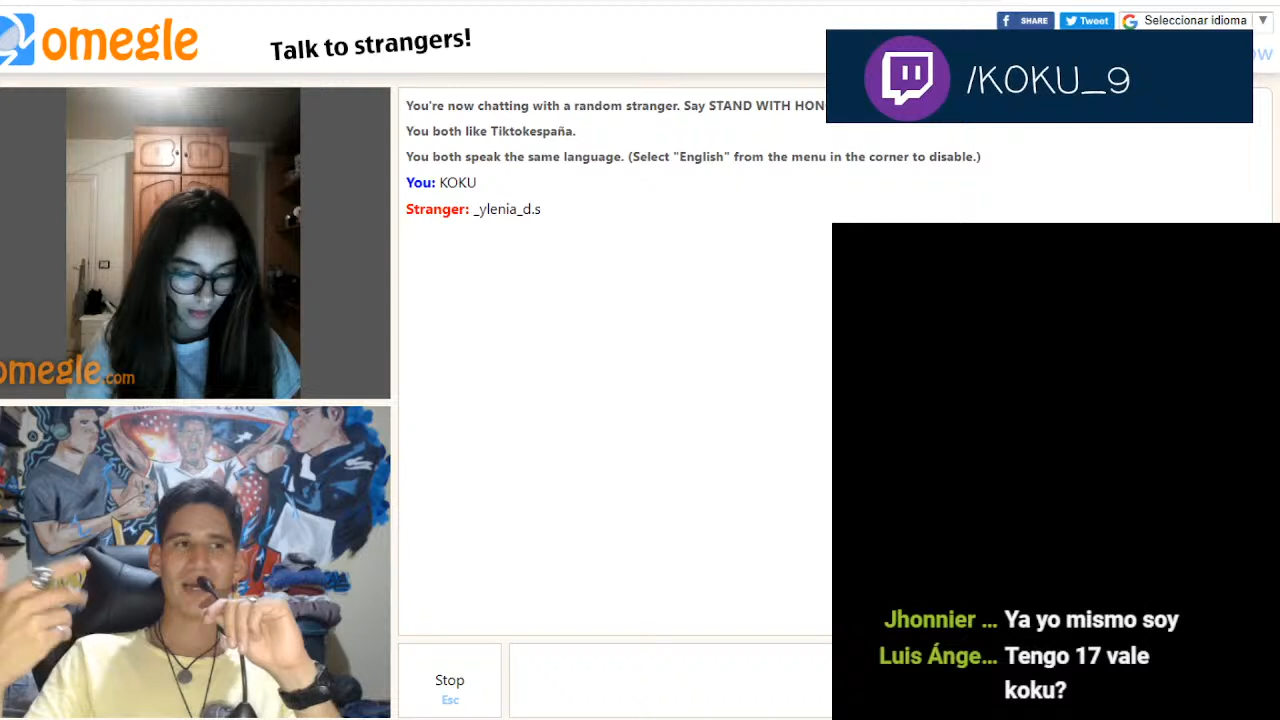 omegle
Talk to strangers!
SHARE
Tweet
Seleccionar idioma
/KOKU_9
You're now chatting with a random stranger. Say STAND WITH HON
You both like Tiktokespaña.
You both speak the same language. (Select "English" from the menu in the corner to disable.)
You: KOKU
Stranger: _ylenia_d.s
omegle.com
Jhonnier ... Ya yo mismo soy
Luis Ánge... Tengo 17 vale
koku?
Stop
Esc